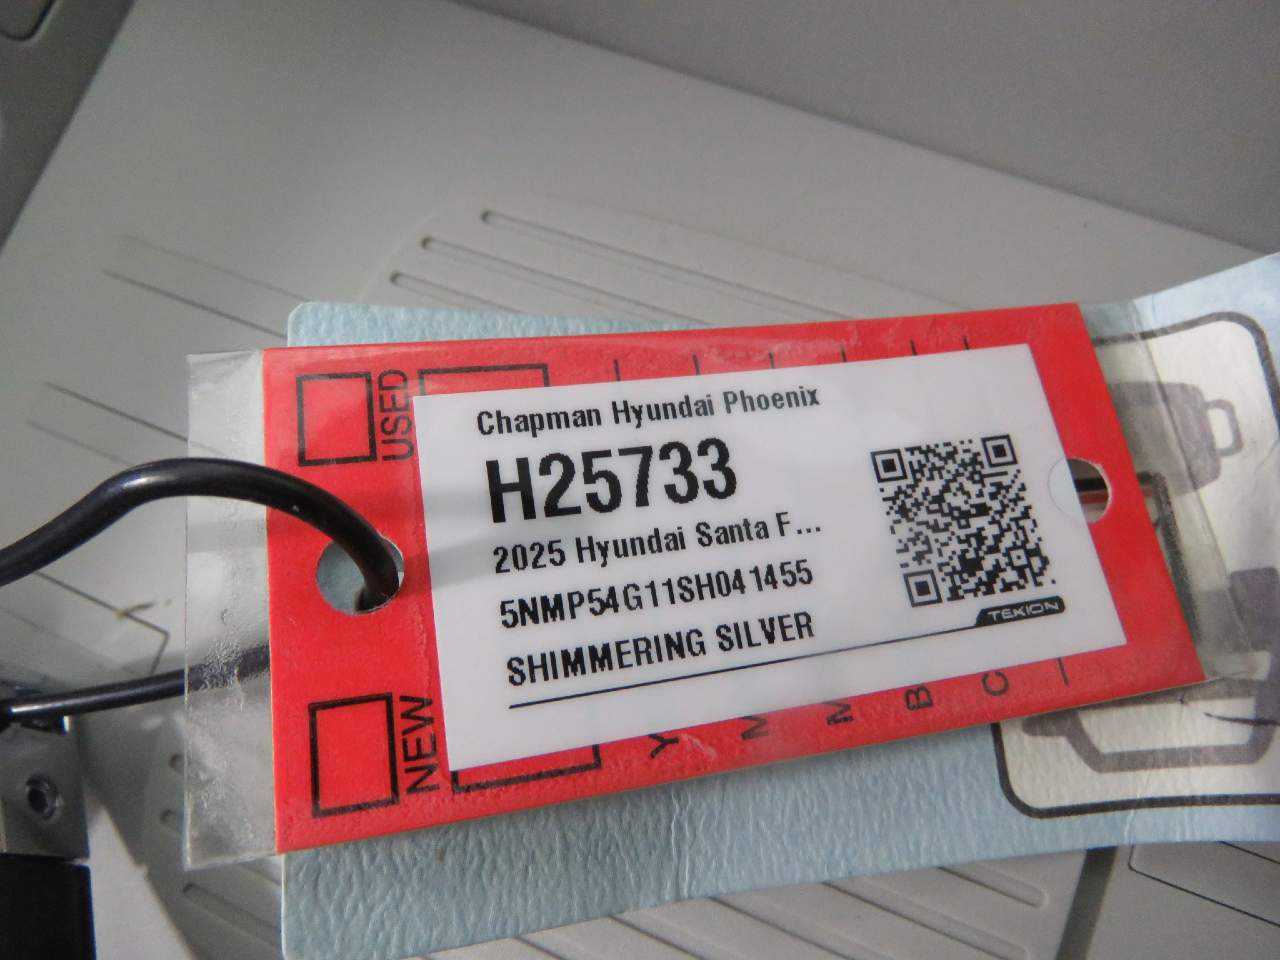 USED
Chapman Hyundai Phoenix
H25733
2025 Hyundai Santa F...
5NMP54G11SH041455
SHIMMERING SILVER
TEKION
NEW
Y
M
M
B
C